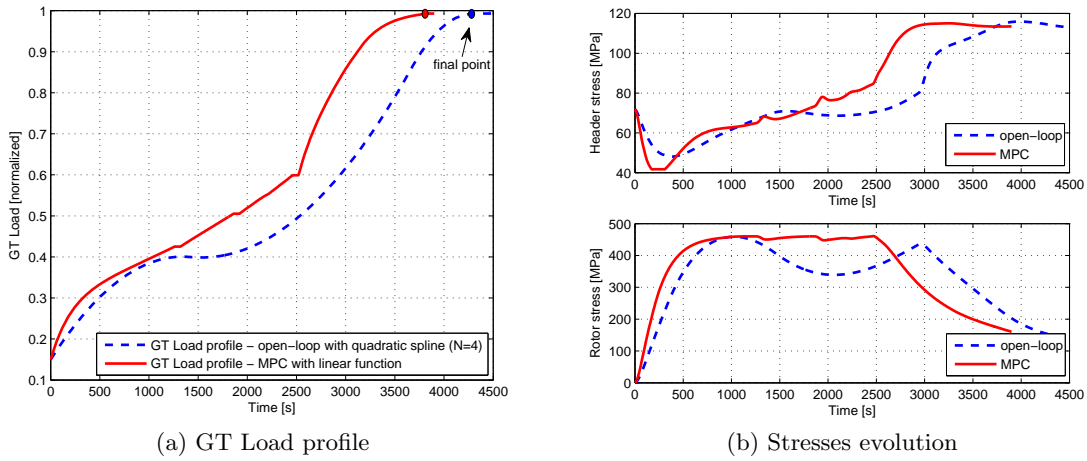 1
0.9
0.8
0.7
0.6
0.5
0.4
0.3
0.2
0.1
GT Load [normalized]
final point
GT Load profile – open–loop with quadratic spline (N=4)
GT Load profile – MPC with linear function
0 500 1000 1500 2000 2500 3000 3500 4000 4500
Time [s]
(a) GT Load profile
120
100
80
60
40
Header stress [MPa]
open–loop
MPC
0 500 1000 1500 2000 2500 3000 3500 4000 4500
Time [s]
500
400
300
200
100
0
Rotor stress [MPa]
open–loop
MPC
0 500 1000 1500 2000 2500 3000 3500 4000 4500
Time [s]
(b) Stresses evolution